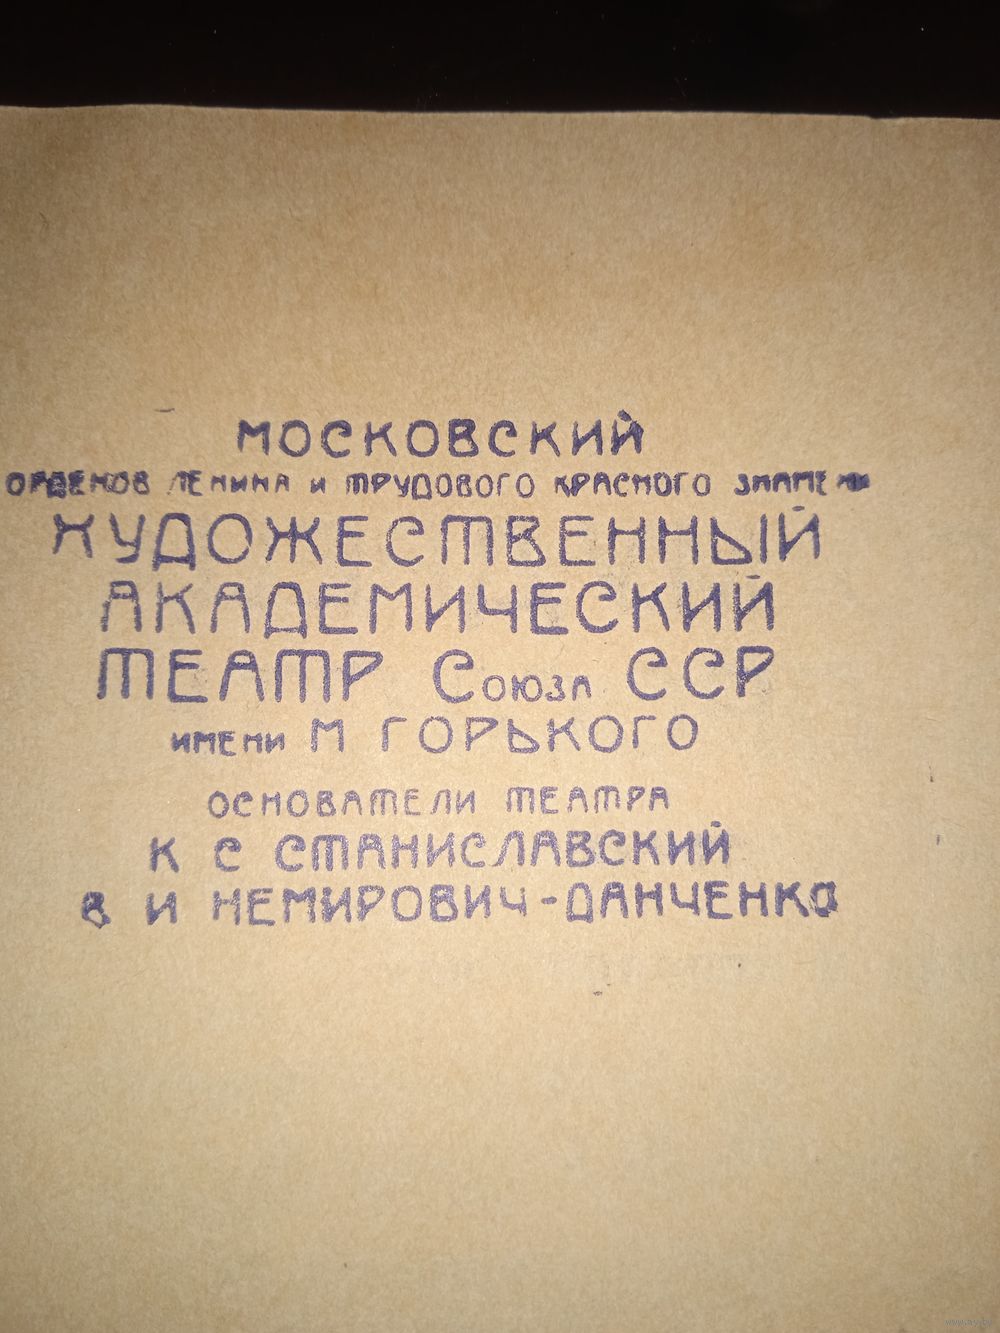 МОСКОВСКИЙ
ОРДЕНОВ ЛЕНИНА И ТРУДОВОГО КРАСНОГО ЗНАМЕНИ
ХУДОЖЕСТВЕННЫЙ
АКАДЕМИЧЕСКИЙ
ТЕАТР СОЮЗА ССР
ИМЕНИ М ГОРЬКОГО
ОСНОВАТЕЛИ ТЕАТРА
К С СТАНИСЛАВСКИЙ
В И НЕМИРОВИЧ-ДАНЧЕНКО